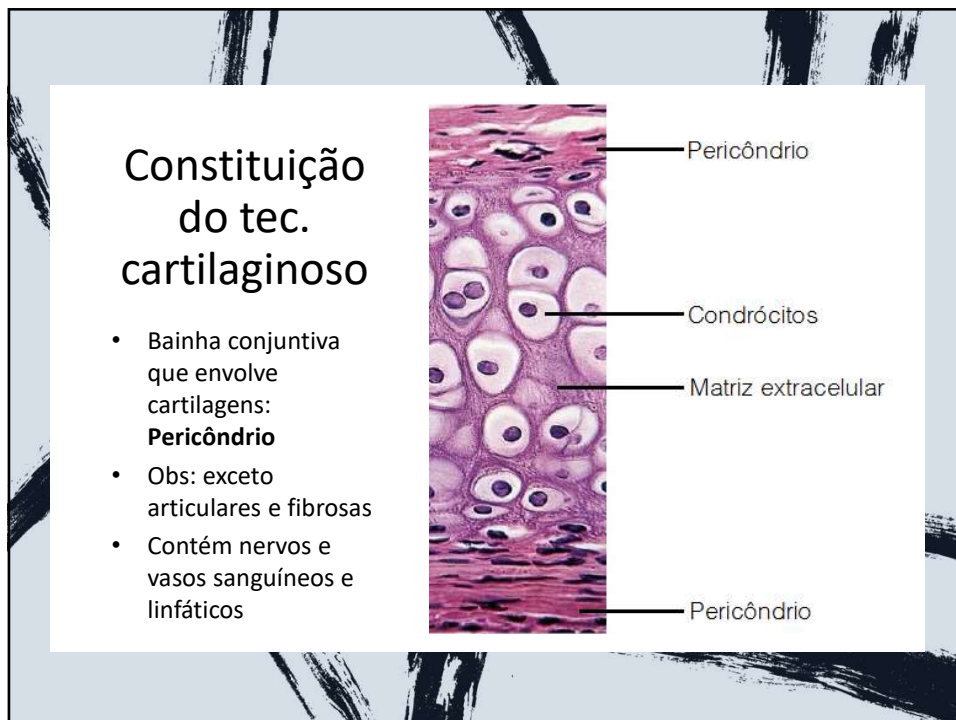 Constituição
do tec.
cartilaginoso
• Bainha conjuntiva
que envolve
cartilagens:
Pericôndrio
• Obs: exceto
articulares e fibrosas
• Contém nervos e
vasos sanguíneos e
linfáticos
Pericôndrio
Condrócitos
Matriz extracelular
Pericôndrio